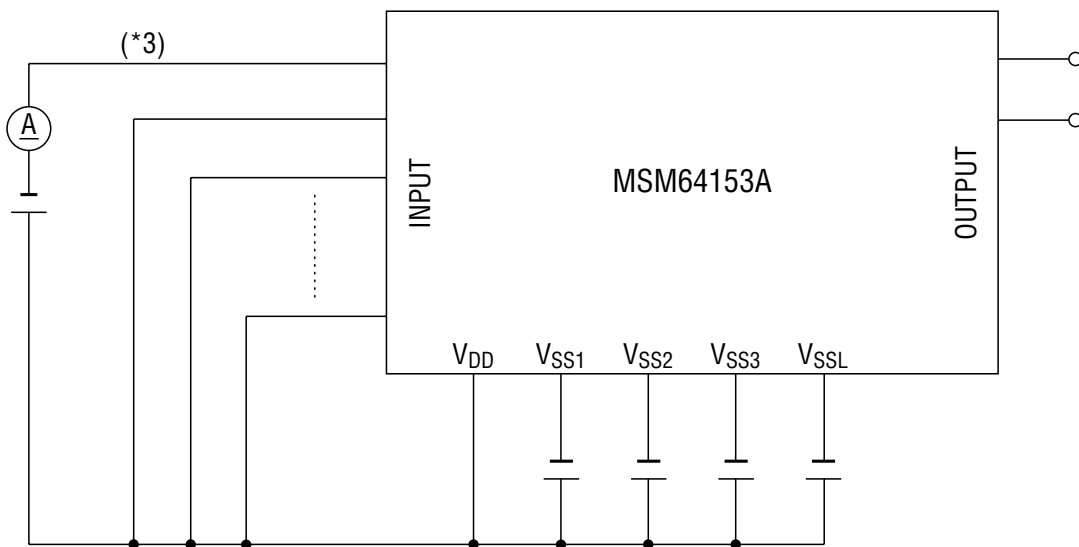 (*3)
A
INPUT
MSM64153A
OUTPUT
VDD VSS1 VSS2 VSS3 VSSL